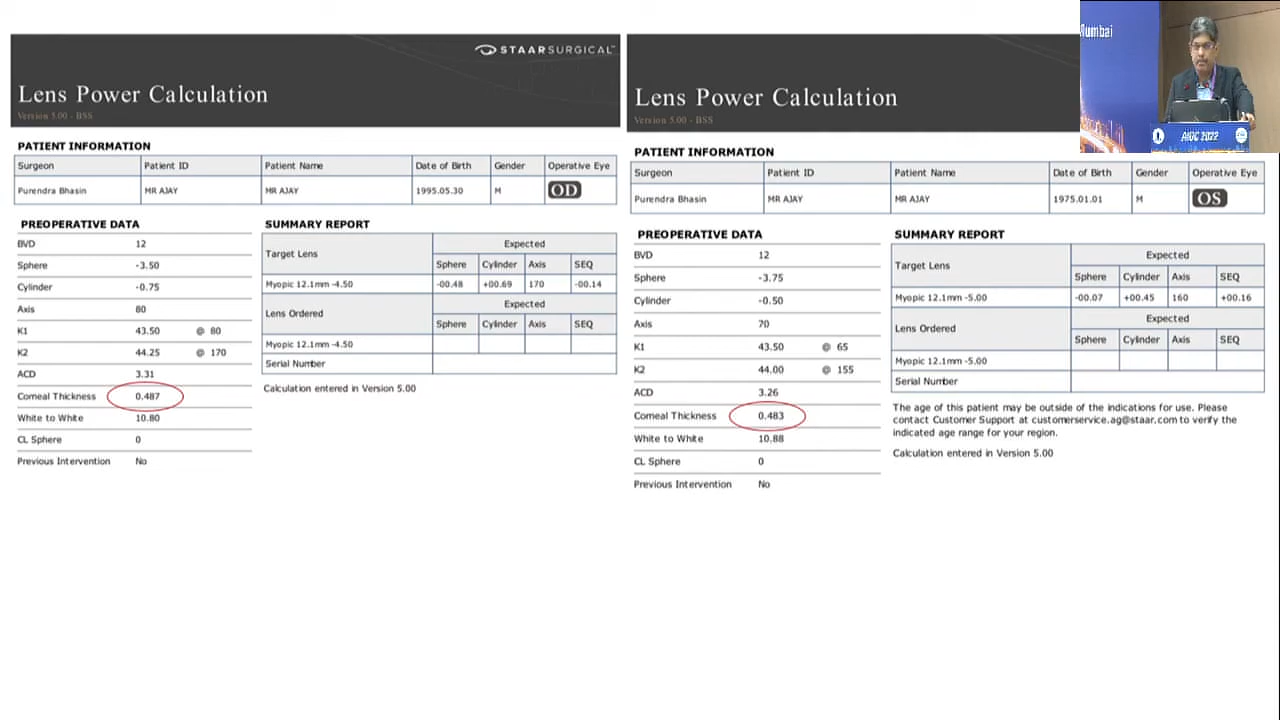 STAARSURGICAL™
Lens Power Calculation
Version 5.00 - BSS
PATIENT INFORMATION
Surgeon Patient ID Patient Name Date of Birth Gender Operative Eye
Purendra Bhasin MR AJAY MR AJAY 1995.05.30 M OD
PREOPERATIVE DATA
BVD 12
Sphere -3.50
Cylinder -0.75
Axis 80
K1 43.50 @ 80
K2 44.25 @ 170
ACD 3.31
Corneal Thickness 0.487
White to White 10.80
CL Sphere 0
Previous Intervention No
SUMMARY REPORT
Target Lens Expected
Sphere Cylinder Axis SEQ
Myopic 12.1mm -4.50 -00.48 +00.69 170 -00.14
Lens Ordered Expected
Sphere Cylinder Axis SEQ
Myopic 12.1mm -4.50
Serial Number
Calculation entered in Version 5.00
Lens Power Calculation
Version 5.00 - BSS
PATIENT INFORMATION
Surgeon Patient ID Patient Name Date of Birth Gender Operative Eye
Purendra Bhasin MR AJAY MR AJAY 1975.01.01 M OS
PREOPERATIVE DATA
BVD 12
Sphere -3.75
Cylinder -0.50
Axis 70
K1 43.50 @ 65
K2 44.00 @ 155
ACD 3.26
Corneal Thickness 0.483
White to White 10.88
CL Sphere 0
Previous Intervention No
SUMMARY REPORT
Target Lens Expected
Sphere Cylinder Axis SEQ
Myopic 12.1mm -5.00 -00.07 +00.45 160 +00.16
Lens Ordered Expected
Sphere Cylinder Axis SEQ
Myopic 12.1mm -5.00
Serial Number
The age of this patient may be outside of the indications for use. Please
contact Customer Support at customerservice.ag@staar.com to verify the
indicated age range for your region.
Calculation entered in Version 5.00
Mumbai
AIOC 2022